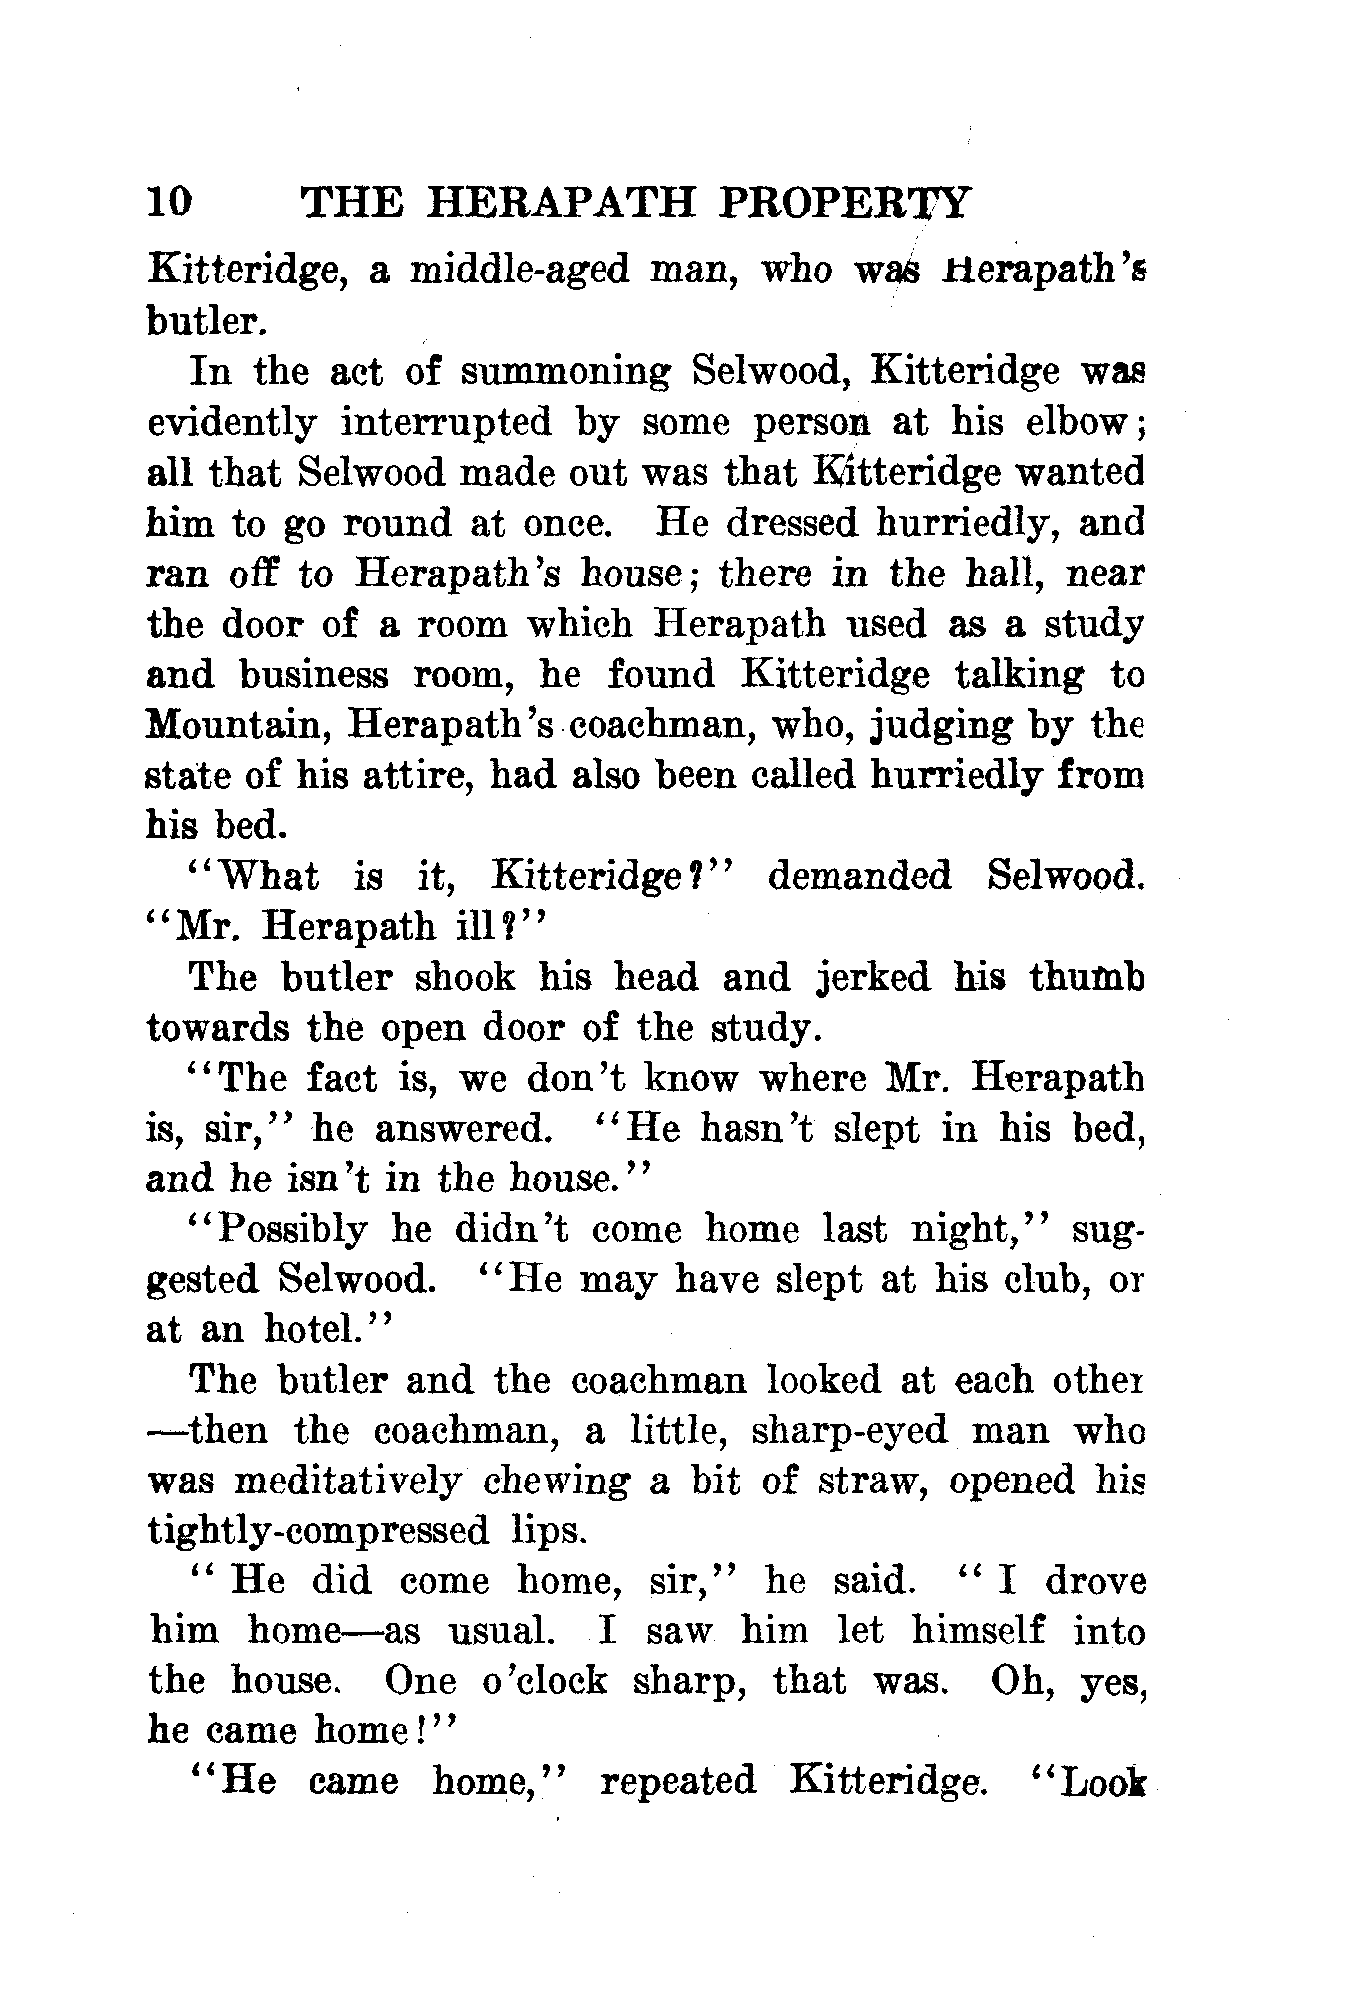 10 THE HERAPATH PROPERTY
Kitteridge, a middle-aged man, who was Herapath's
butler.
In the act of summoning Selwood, Kitteridge was
evidently interrupted by some person at his elbow;
all that Selwood made out was that Kitteridge wanted
him to go round at once. He dressed hurriedly, and
ran off to Herapath's house; there in the hall, near
the door of a room which Herapath used as a study
and business room, he found Kitteridge talking to
Mountain, Herapath's coachman, who, judging by the
state of his attire, had also been called hurriedly from
his bed.
"What is it, Kitteridge?" demanded Selwood.
"Mr. Herapath ill?"
The butler shook his head and jerked his thumb
towards the open door of the study.
"The fact is, we don't know where Mr. Herapath
is, sir," he answered. "He hasn't slept in his bed,
and he isn't in the house."
"Possibly he didn't come home last night," sug-
gested Selwood. "He may have slept at his club, or
at an hotel."
The butler and the coachman looked at each other
—then the coachman, a little, sharp-eyed man who
was meditatively chewing a bit of straw, opened his
tightly-compressed lips.
" He did come home, sir," he said. " I drove
him home—as usual. I saw him let himself into
the house. One o'clock sharp, that was. Oh, yes,
he came home!"
"He came home," repeated Kitteridge. "Look